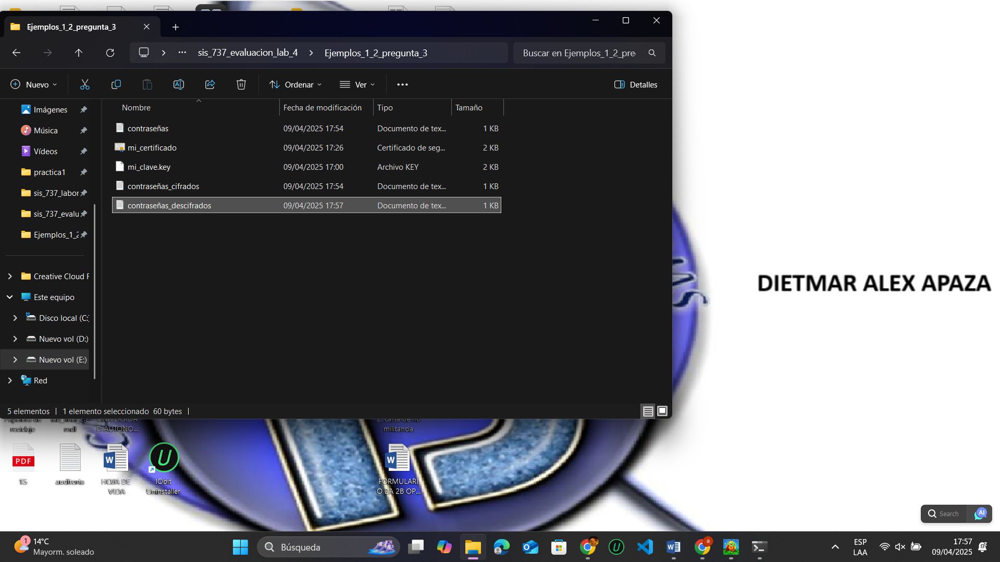 Ejemplos_1_2_pregunta_3
sis_737_evaluacion_lab_4
Ejemplos_1_2_pregunta_3
Buscar en Ejemplos_1_2_pre
Nuevo
Ordenar
Ver
Detalles
Nombre
Fecha de modificación
Tipo
Tamaño
contraseñas
09/04/2025 17:54
Documento de tex...
1 KB
mi_certificado
09/04/2025 17:26
Certificado de seg...
2 KB
mi_clave.key
09/04/2025 17:00
Archivo KEY
2 KB
contraseñas_cifrados
09/04/2025 17:54
Documento de tex...
1 KB
contraseñas_descifrados
09/04/2025 17:57
Documento de tex...
1 KB
Imágenes
Música
Vídeos
practica1
sis_737_labor
sis_737_evalu
Ejemplos_1_2
Creative Cloud F
Este equipo
Disco local (C:)
Nuevo vol (D:)
Nuevo vol (E:)
Red
5 elementos
1 elemento seleccionado 60 bytes
DIETMAR ALEX APAZA
Papelera de
reciclaje
lab_final_2.2
mdl
UNIVERSIDA
D AUTÓNO...
2. carta de no
militancia
PDF
15
auditoria
W
HOJA DE
VIDA
U
IObit
Uninstaller
W
FORMULARI
O 2A 2B OP...
Search
AI
1
14°C
Mayorm. soleado
Búsqueda
ESP
LAA
17:57
09/04/2025